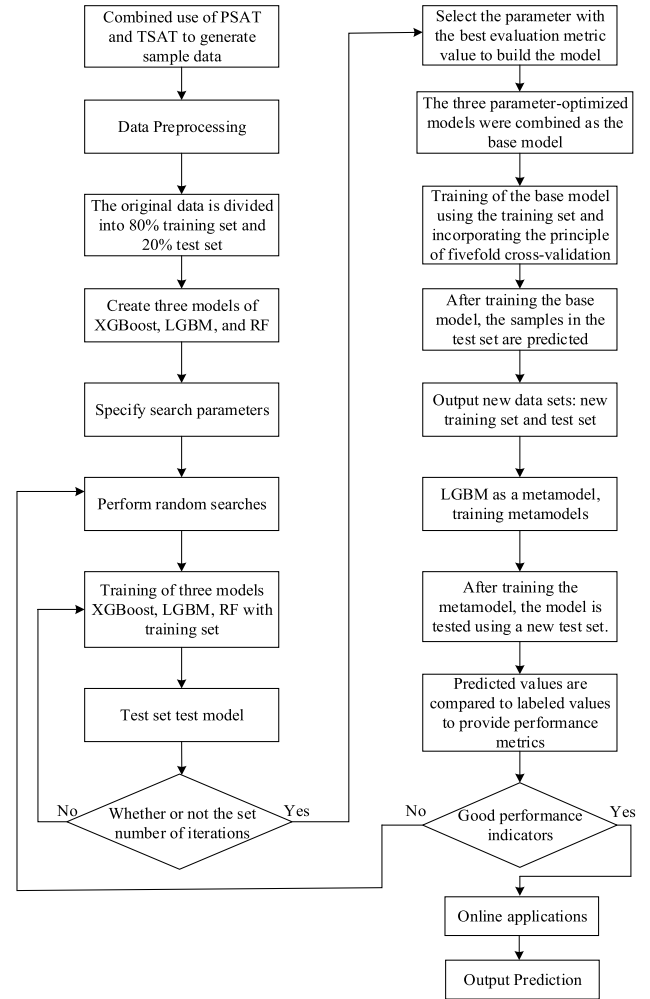 Combined use of PSAT
and TSAT to generate
sample data
Data Preprocessing
The original data is divided
into 80% training set and
20% test set
Create three models of
XGBoost, LGBM, and RF
Specify search parameters
Perform random searches
Training of three models
XGBoost, LGBM, RF with
training set
Test set test model
No
Whether or not the set
number of iterations
Yes
Select the parameter with
the best evaluation metric
value to build the model
The three parameter-optimized
models were combined as the
base model
Training of the base model
using the training set and
incorporating the principle
of fivefold cross-validation
After training the base
model, the samples in the
test set are predicted
Output new data sets: new
training set and test set
LGBM as a metamodel,
training metamodels
After training the
metamodel, the model is
tested using a new test set.
Predicted values are
compared to labeled values
to provide performance
metrics
No
Good performance
indicators
Yes
Online applications
Output Prediction